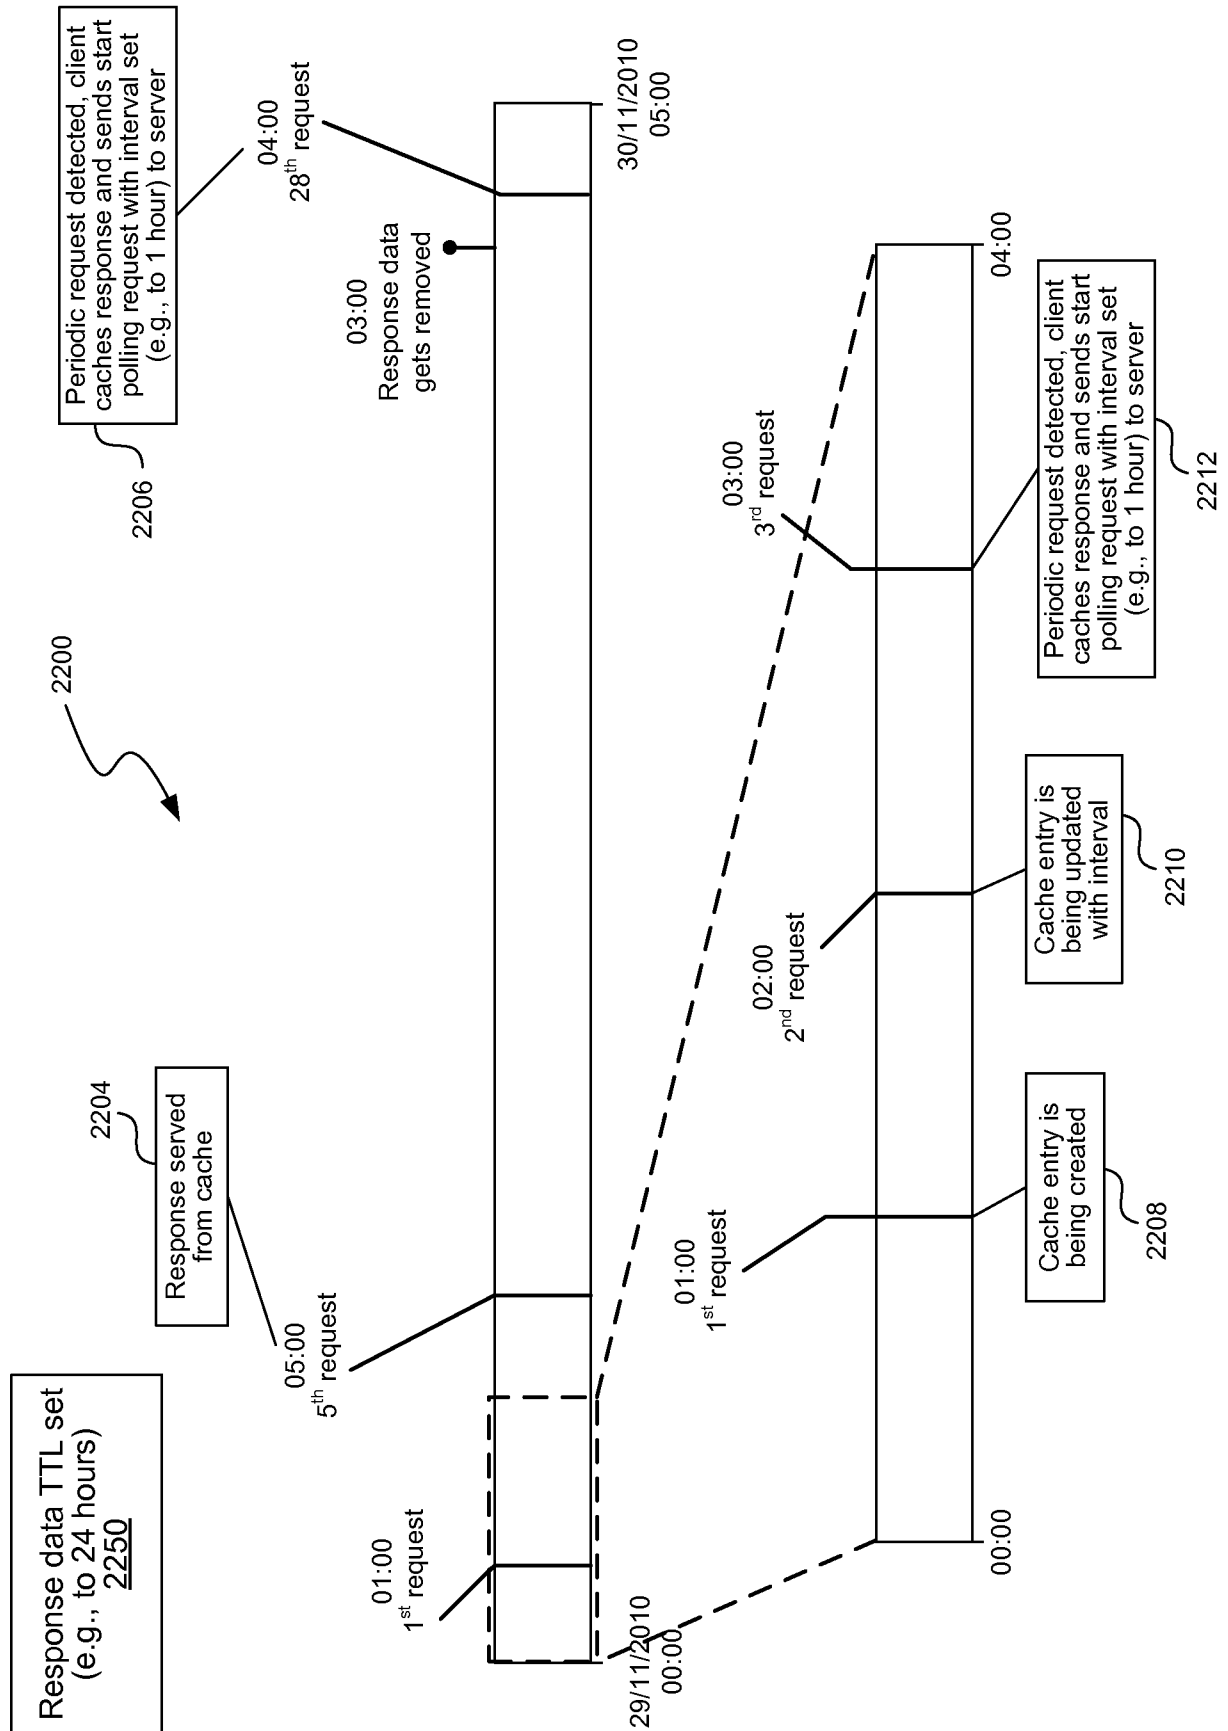 Response data TTL set
(e.g., to 24 hours)
2250
2204
Response served
from cache
2200
2206
Periodic request detected, client
caches response and sends start
polling request with interval set
(e.g., to 1 hour) to server
01:00
1st request
05:00
5th request
03:00
Response data
gets removed
04:00
28th request
29/11/2010
00:00
30/11/2010
05:00
01:00
1st request
02:00
2nd request
03:00
3rd request
00:00
04:00
Cache entry is
being created
2208
Cache entry is
being updated
with interval
2210
Periodic request detected, client
caches response and sends start
polling request with interval set
(e.g., to 1 hour) to server
2212